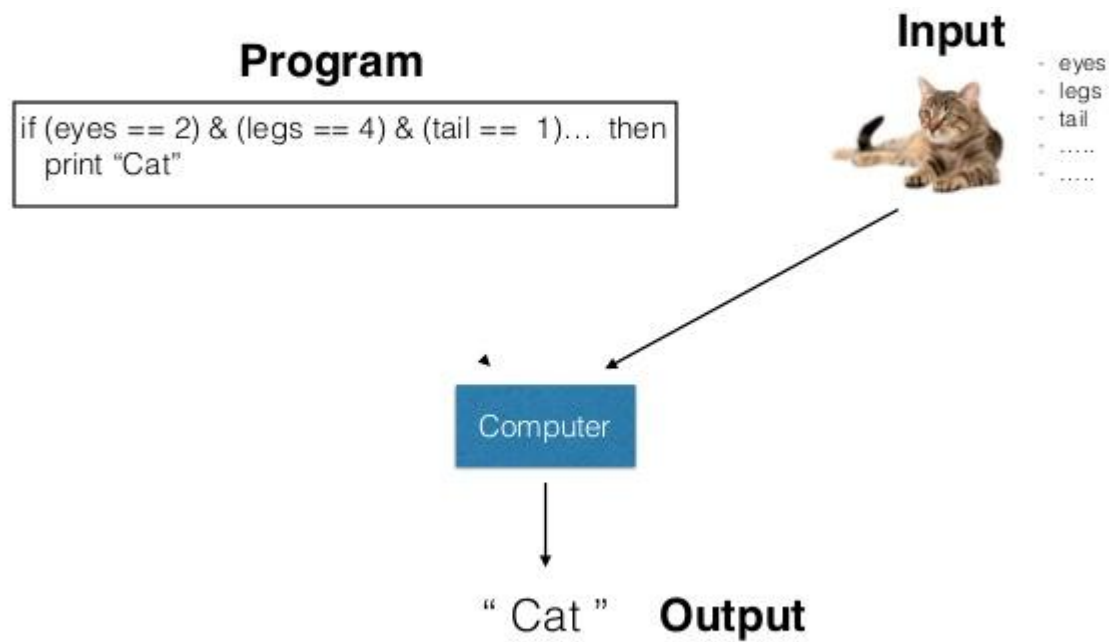 Program
if (eyes == 2) & (legs == 4) & (tail == 1)... then
print “Cat”
Input
- eyes
- legs
- tail
- .....
- .....
Computer
“ Cat ” Output